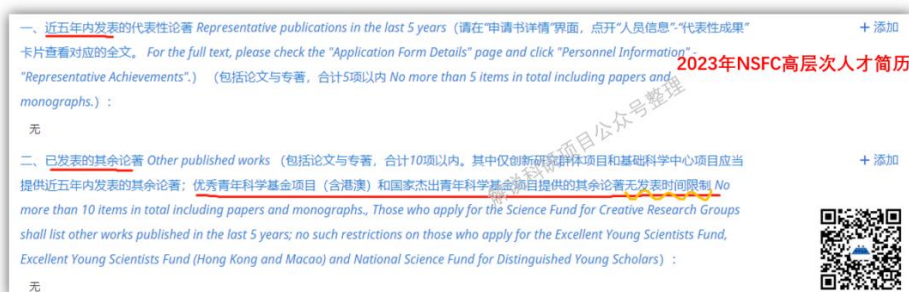 一、近五年内发表的代表性论著 Representative publications in the last 5 years（请在“申请书详情”界面，点开“人员信息”-“代表性成果” + 添加
卡片查看对应的全文。 For the full text, please check the "Application Form Details" page and click "Personnel Information" -
"Representative Achievements".） （包括论文与专著，合计5项以内 No more than 5 items in total including papers and
2023年NSFC高层次人才简历
monographs.）：
无
二、已发表的其余论著 Other published works （包括论文与专著，合计10项以内。其中仅创新研究群体项目和基础科学中心项目应当 + 添加
提供近五年内发表的其余论著；优秀青年科学基金项目（含港澳）和国家杰出青年科学基金项目提供的其余论著无发表时间限制 No
more than 10 items in total including papers and monographs., Those who apply for the Science Fund for Creative Research Groups
shall list other works published in the last 5 years; no such restrictions on those who apply for the Excellent Young Scientists Fund,
Excellent Young Scientists Fund (Hong Kong and Macao) and National Science Fund for Distinguished Young Scholars）：
无
科研项目公众号整理